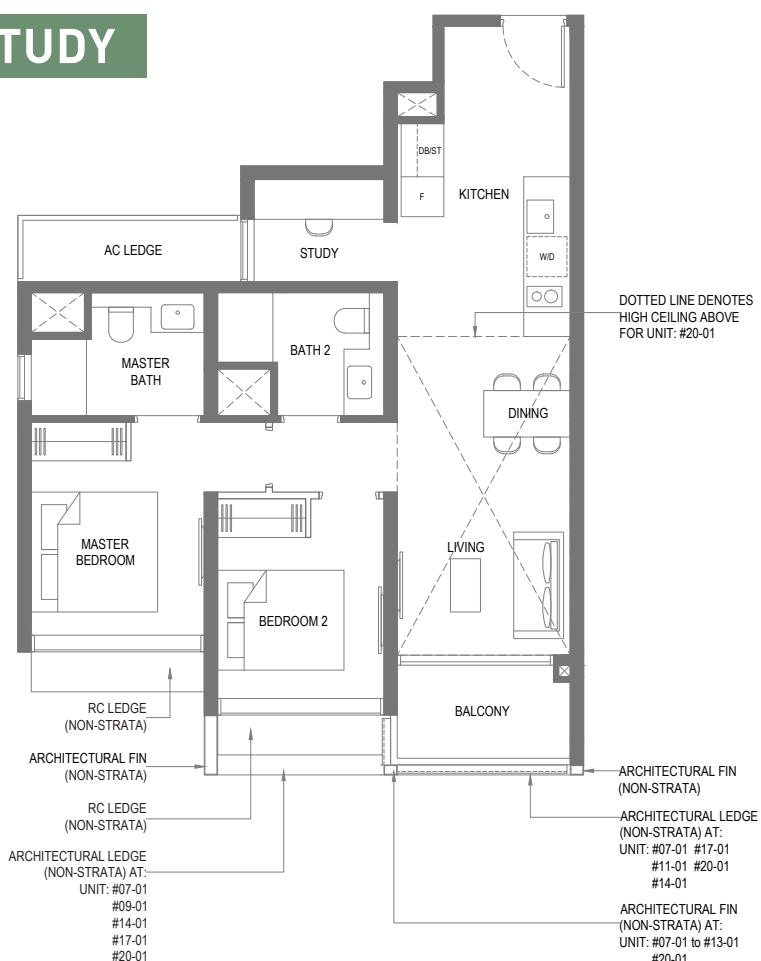 TUDY
DB/ST
F
KITCHEN
W/D
AC LEDGE
STUDY
DOTTED LINE DENOTES
HIGH CEILING ABOVE
FOR UNIT: #20-01
MASTER
BATH
BATH 2
DINING
MASTER
BEDROOM
LIVING
BEDROOM 2
BALCONY
RC LEDGE
(NON-STRATA)
ARCHITECTURAL FIN
(NON-STRATA)
RC LEDGE
(NON-STRATA)
ARCHITECTURAL LEDGE
(NON-STRATA) AT:
UNIT: #07-01
#09-01
#14-01
#17-01
#20-01
ARCHITECTURAL FIN
(NON-STRATA)
ARCHITECTURAL LEDGE
(NON-STRATA) AT:
UNIT: #07-01 #17-01
#11-01 #20-01
#14-01
ARCHITECTURAL FIN
(NON-STRATA) AT:
UNIT: #07-01 to #13-01
#20-01